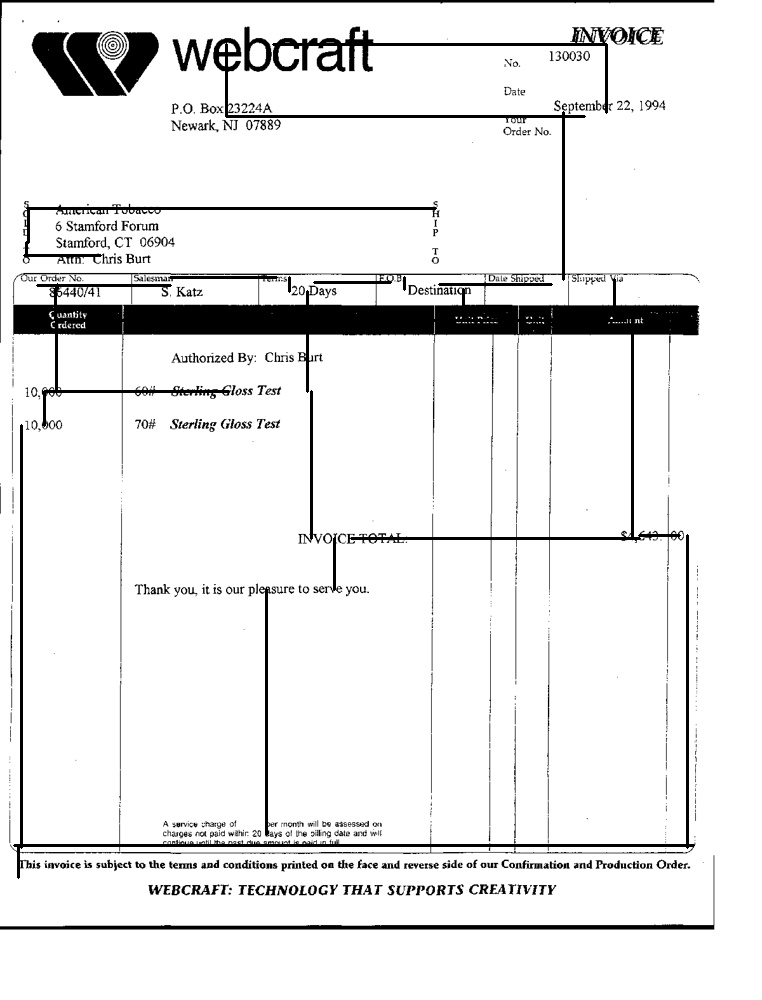 webcraft
INVOICE
No. 130030
Date
September 22, 1994
P.O. Box 23224A
Newark, NJ 07889
Your
Order No.
SOLD TO
SHIP TO
American Tobacco
6 Stamford Forum
Stamford, CT 06904
Attn: Chris Burt
Our Order No. Salesman Terms F.O.B. Date Shipped Shipped Via
86440/41 S. Katz 20 Days Destination
Quantity Ordered Unit Price Unit Amount
Authorized By: Chris Burt
10,000 60# Sterling Gloss Test
10,000 70# Sterling Gloss Test
INVOICE TOTAL: $4,643. 00
Thank you, it is our pleasure to serve you.
A service charge of per month will be assessed on
charges not paid within 20 days of the billing date and will
continue until the past due amount is paid in full.
This invoice is subject to the terms and conditions printed on the face and reverse side of our Confirmation and Production Order.
WEBCRAFT: TECHNOLOGY THAT SUPPORTS CREATIVITY